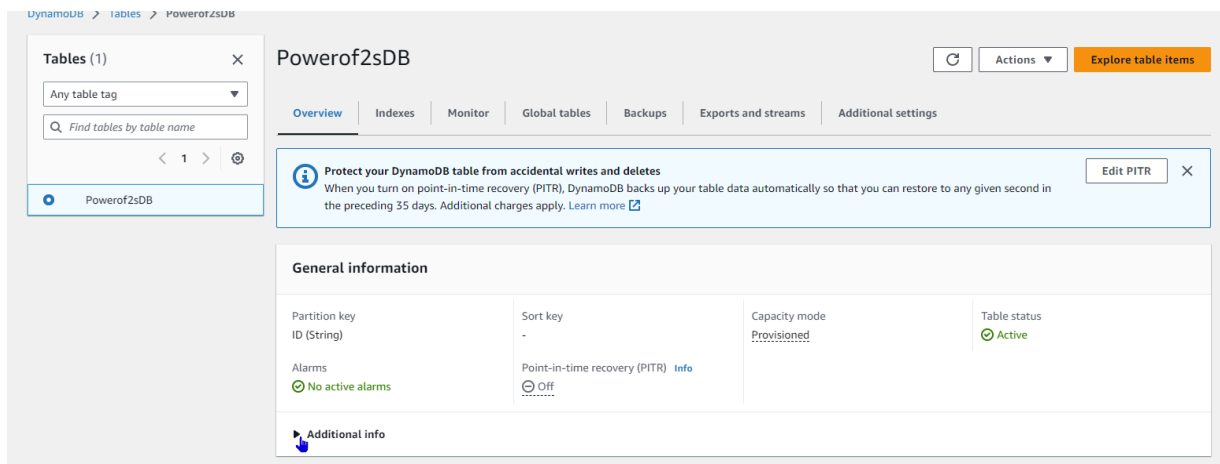 DynamoDB > Tables > Powerof2sDB
Tables (1)
Any table tag
Find tables by table name
< 1 >
Powerof2sDB
Powerof2sDB
Actions
Explore table items
Overview
Indexes
Monitor
Global tables
Backups
Exports and streams
Additional settings
Protect your DynamoDB table from accidental writes and deletes
When you turn on point-in-time recovery (PITR), DynamoDB backs up your table data automatically so that you can restore to any given second in
the preceding 35 days. Additional charges apply. Learn more
Edit PITR
General information
Partition key
ID (String)
Sort key
-
Capacity mode
Provisioned
Table status
Active
Alarms
No active alarms
Point-in-time recovery (PITR) Info
Off
Additional info